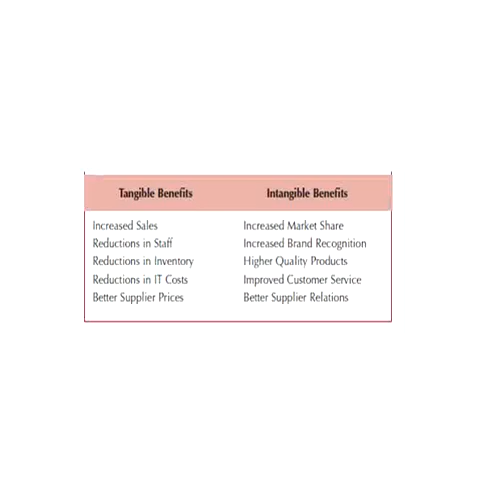 Tangible Benefits Intangible Benefits
Increased Sales Increased Market Share
Reductions in Staff Increased Brand Recognition
Reductions in Inventory Higher Quality Products
Reductions in IT Costs Improved Customer Service
Better Supplier Prices Better Supplier Relations